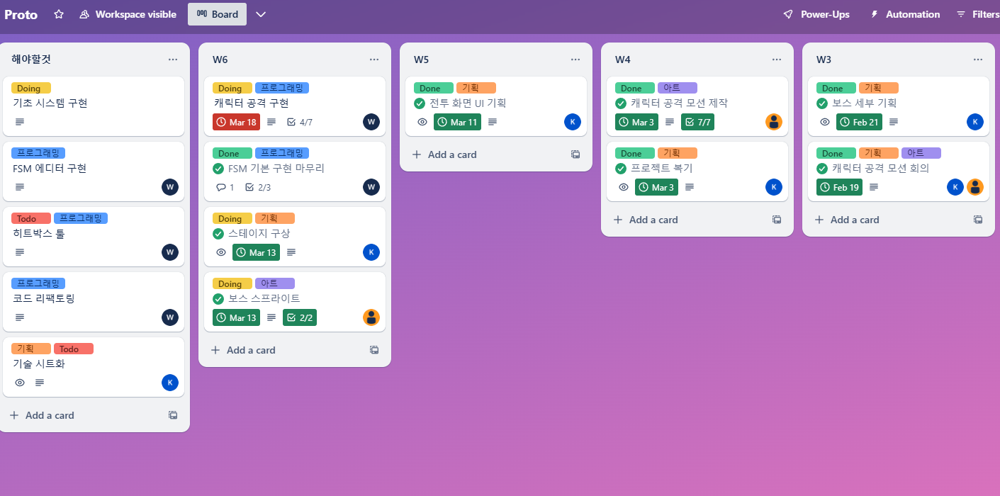 Proto
Workspace visible
Board
Power-Ups
Automation
Filters
해야할것
Doing
기초 시스템 구현
프로그래밍
FSM 에디터 구현
W
Todo 프로그래밍
히트박스 툴
W
프로그래밍
코드 리팩토링
W
기획 Todo
기술 시트화
K
Add a card
W6
Doing 프로그래밍
캐릭터 공격 구현
Mar 18 4/7 W
Done 프로그래밍
FSM 기본 구현 마무리
1 2/3 W
Doing 기획
스테이지 구상
Mar 13 K
Doing 아트
보스 스프라이트
Mar 13 2/2
Add a card
W5
Done 기획
전투 화면 UI 기획
Mar 11 K
Add a card
W4
Done 아트
캐릭터 공격 모션 제작
Mar 3 7/7
Done 기획
프로젝트 복기
Mar 3 K
Add a card
W3
Done 기획
보스 세부 기획
Feb 21 K
Done 기획 아트
캐릭터 공격 모션 회의
Feb 19 K
Add a card